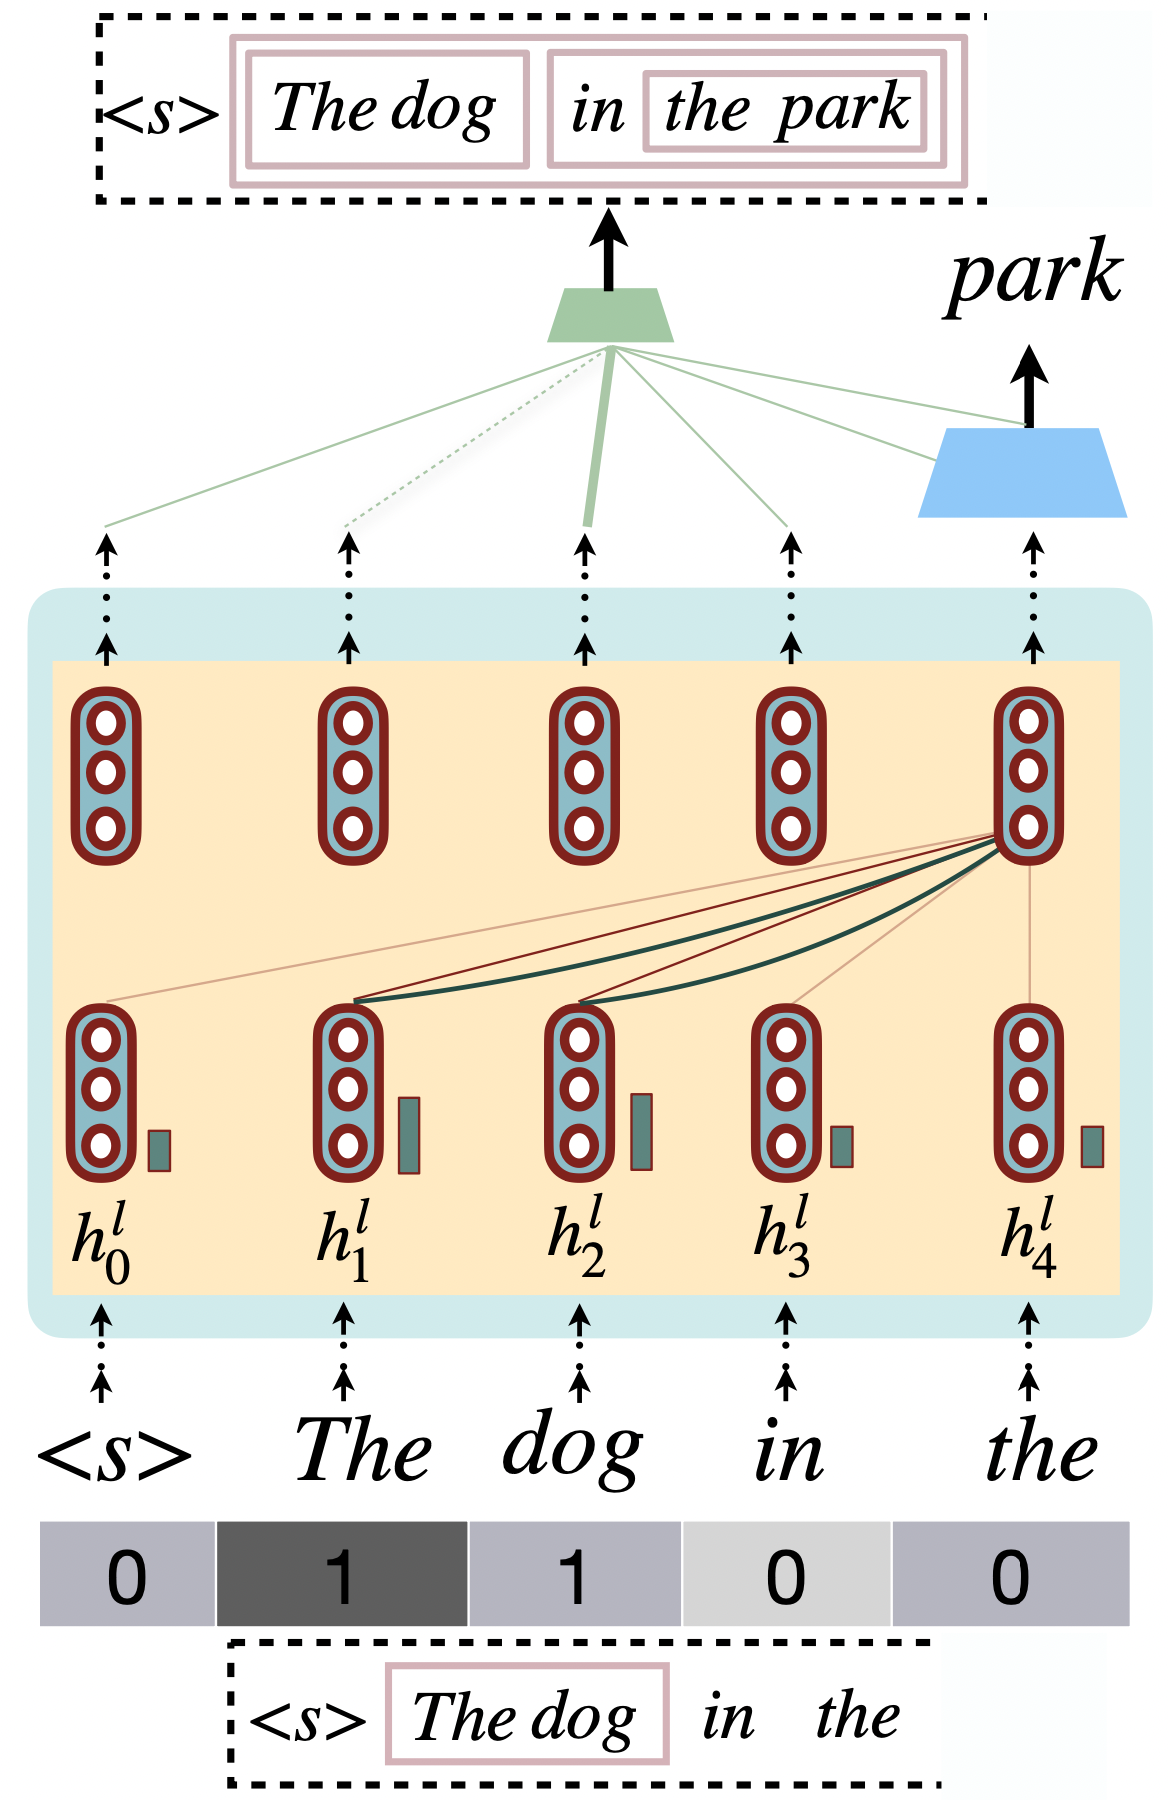 <s> The dog in the park
park
h_0^l h_1^l h_2^l h_3^l h_4^l
<s> The dog in the
0 1 1 0 0
<s> The dog in the